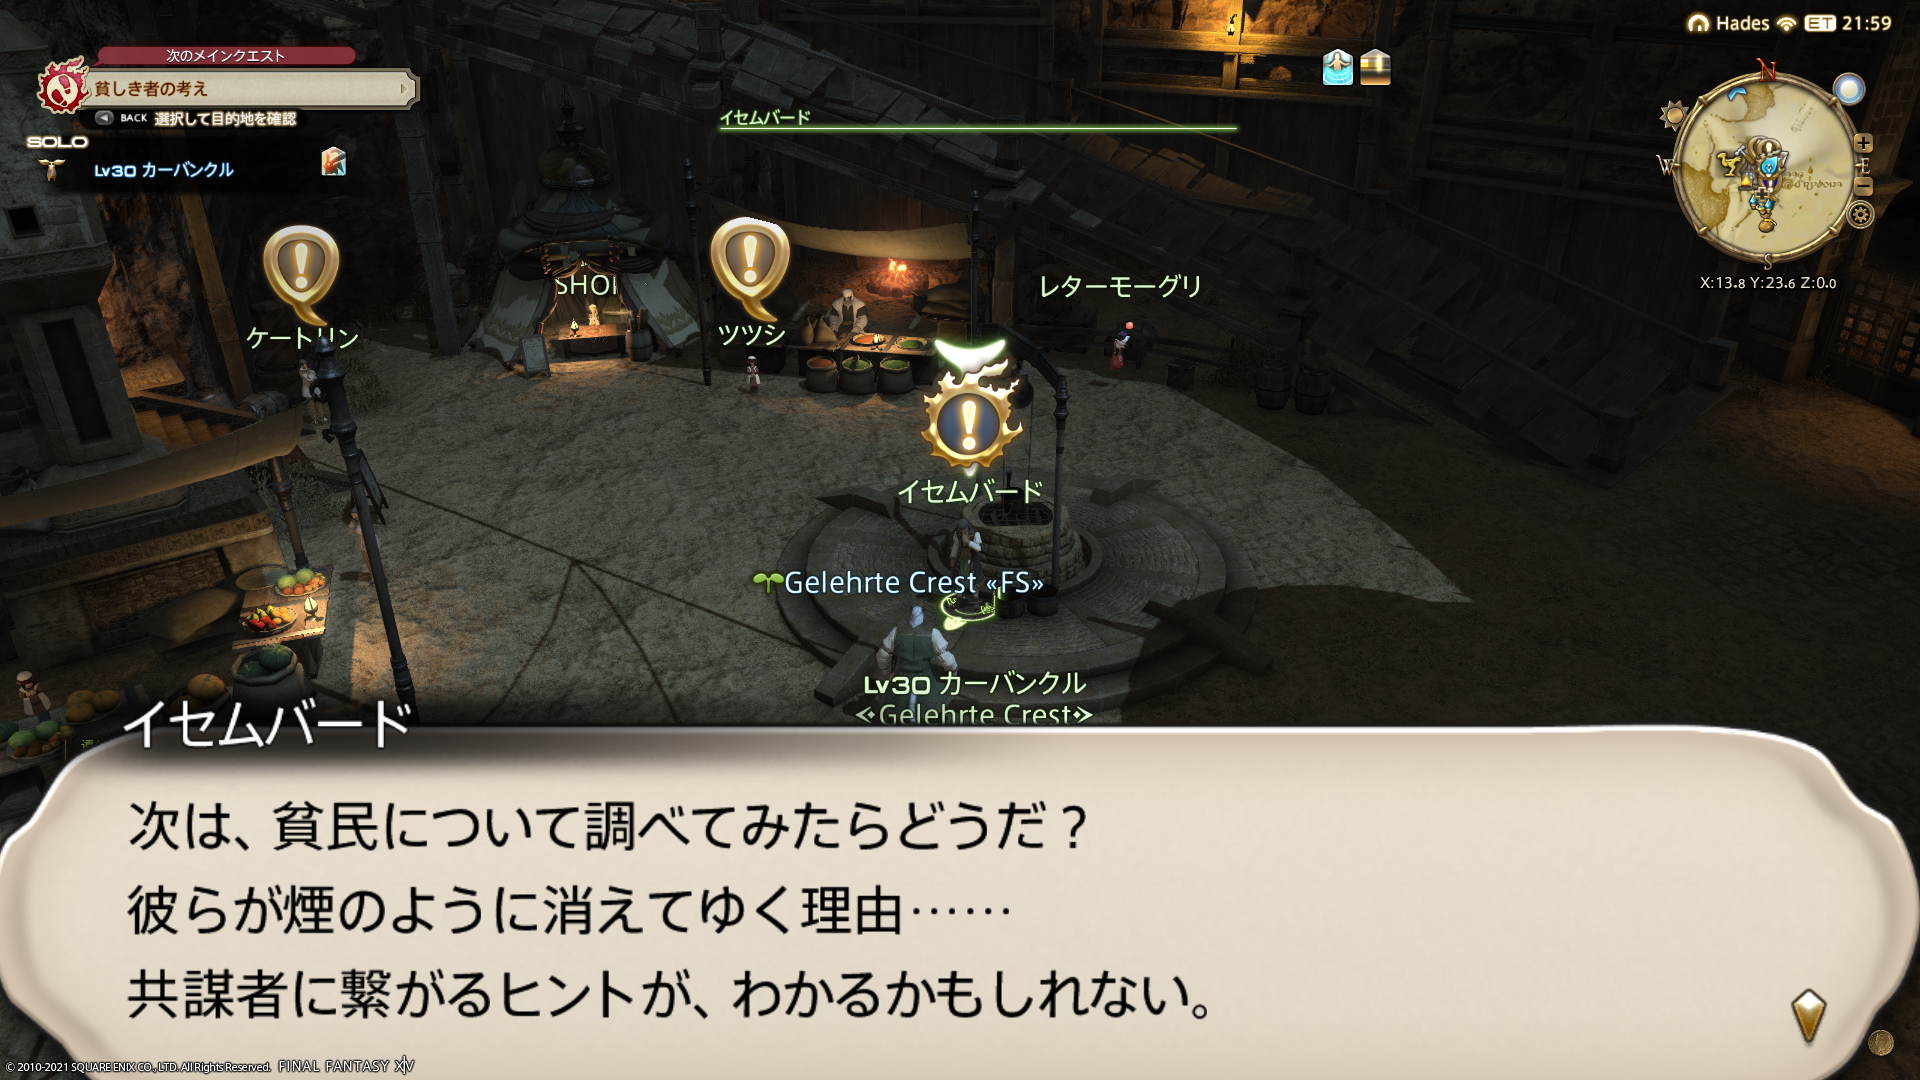 Hades ET 21:59
次のメインクエスト
貧しき者の考え
BACK 選択して目的地を確認
SOLO
Lv30 カーバンクル
イセムバード
N
W
E
S
X:13.8 Y:23.6 Z:0.0
SHOP
レターモーグリ
ケートリン
ツツシ
イセムバード
Gelehrte Crest «FS»
Lv30 カーバンクル
Gelehrte Crest
イセムバード
次は、貧民について調べてみたらどうだ？
彼らが煙のように消えてゆく理由……
共謀者に繋がるヒントが、わかるかもしれない。
© 2010-2021 SQUARE ENIX CO., LTD. All Rights Reserved. FINAL FANTASY XIV